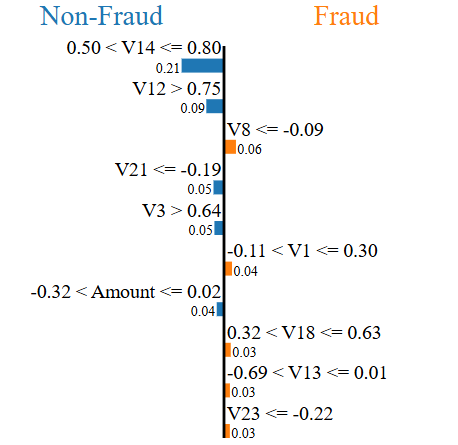 Non-Fraud Fraud
0.50 < V14 <= 0.80
0.21
V12 > 0.75
0.09
V8 <= -0.09
0.06
V21 <= -0.19
0.05
V3 > 0.64
0.05
-0.11 < V1 <= 0.30
0.04
-0.32 < Amount <= 0.02
0.04
0.32 < V18 <= 0.63
0.03
-0.69 < V13 <= 0.01
0.03
V23 <= -0.22
0.03